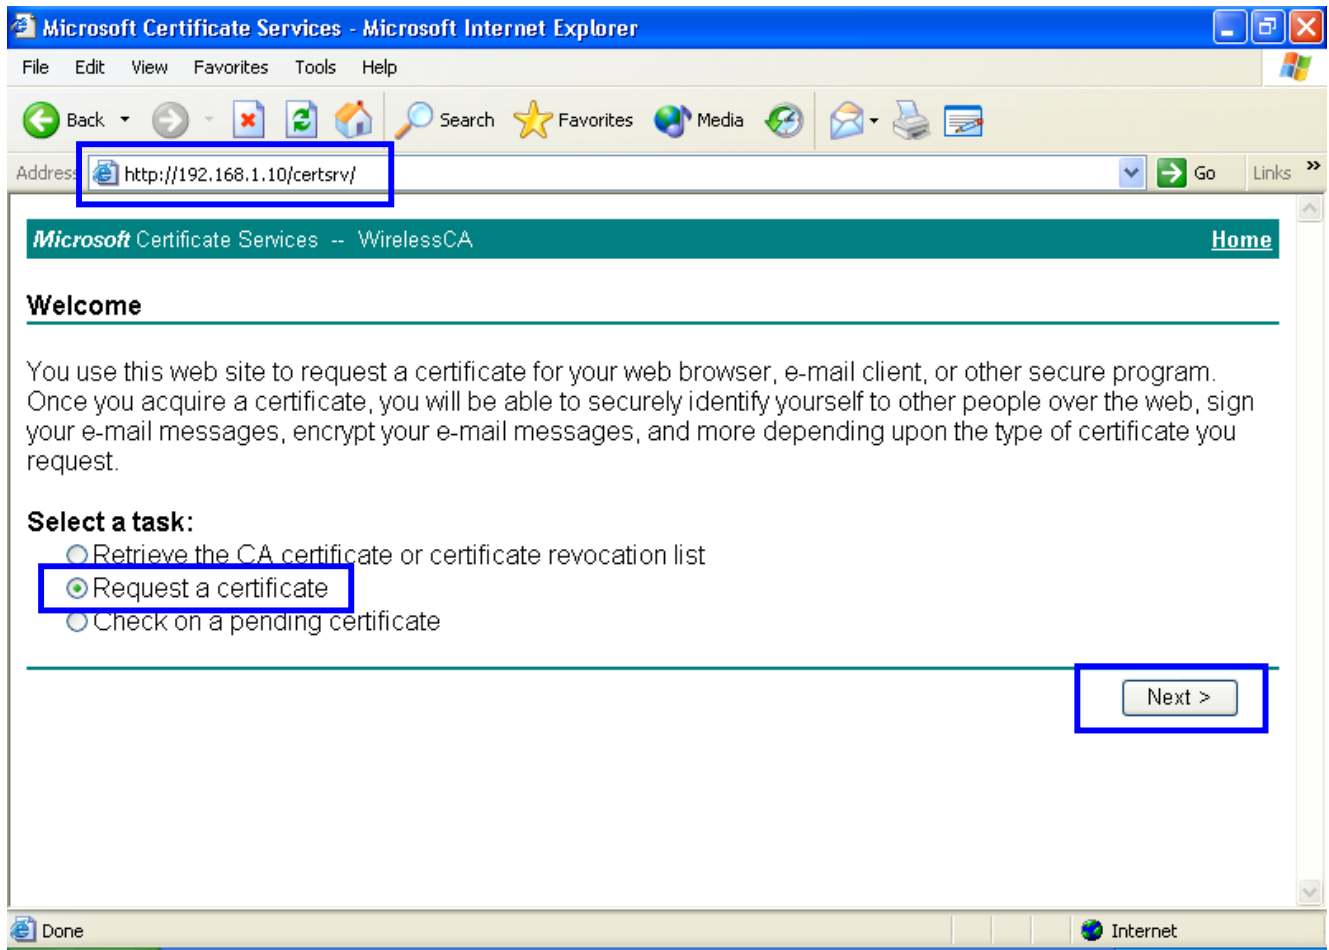 Microsoft Certificate Services - Microsoft Internet Explorer
File Edit View Favorites Tools Help
Back Search Favorites Media
Address http://192.168.1.10/certsrv/ Go Links »
Microsoft Certificate Services -- WirelessCA Home
Welcome
You use this web site to request a certificate for your web browser, e-mail client, or other secure program.
Once you acquire a certificate, you will be able to securely identify yourself to other people over the web, sign
your e-mail messages, encrypt your e-mail messages, and more depending upon the type of certificate you
request.
Select a task:
Retrieve the CA certificate or certificate revocation list
Request a certificate
Check on a pending certificate
Next >
Done Internet